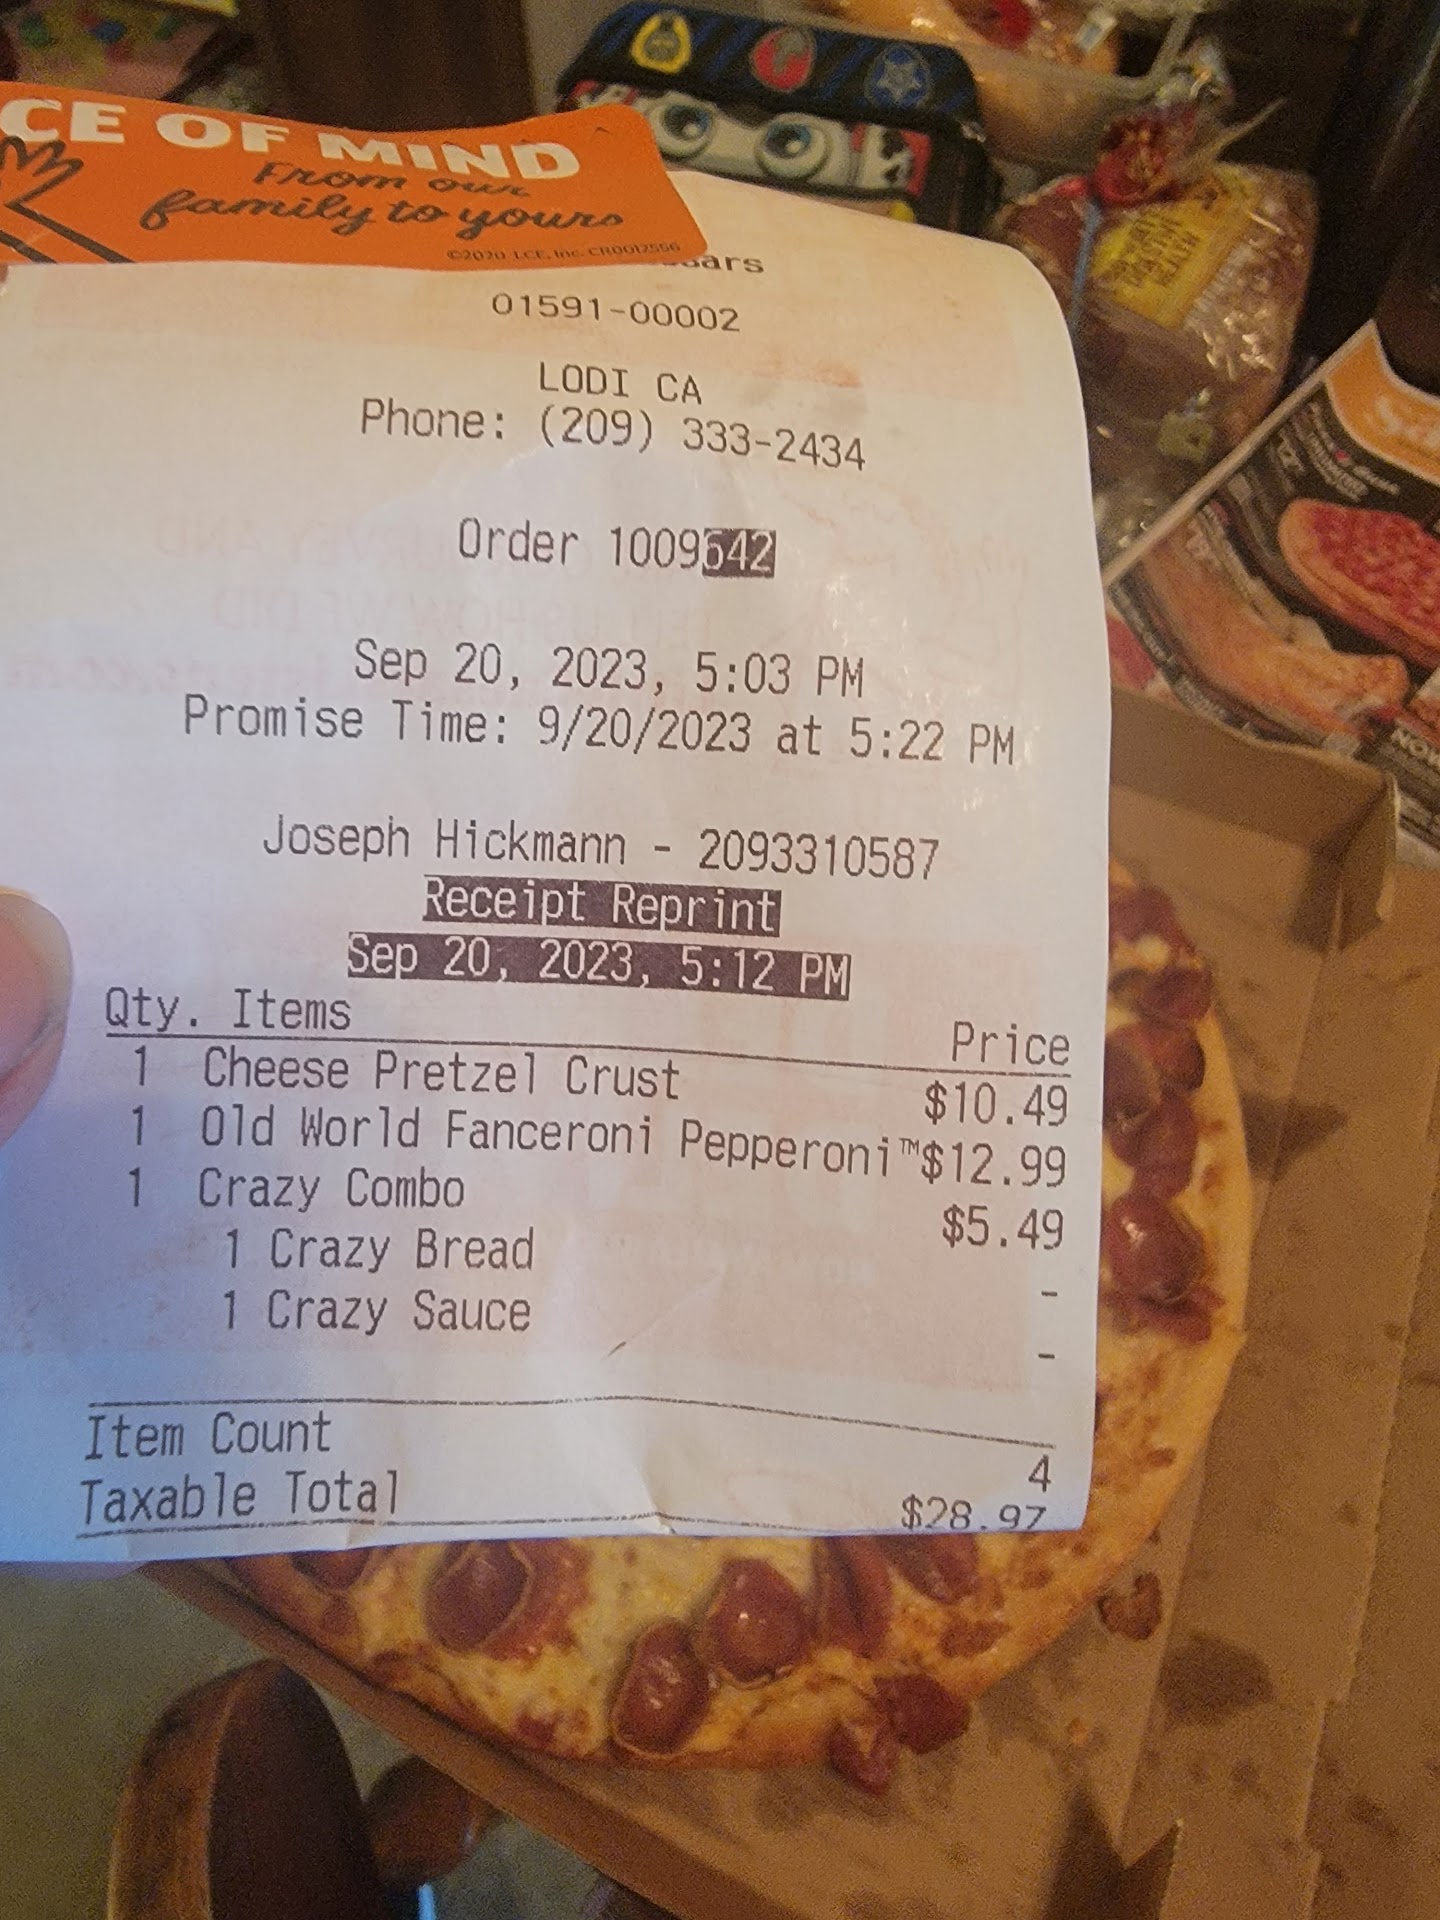 CE OF MIND
From our
family to yours
©2020 LCE, Inc. CR0012556
sars
01591-00002
LODI CA
Phone: (209) 333-2434
Order 1009642
Sep 20, 2023, 5:03 PM
Promise Time: 9/20/2023 at 5:22 PM
Joseph Hickmann - 2093310587
Receipt Reprint
Sep 20, 2023, 5:12 PM
Qty. Items Price
1 Cheese Pretzel Crust $10.49
1 Old World Fanceroni Pepperoni™ $12.99
1 Crazy Combo $5.49
1 Crazy Bread -
1 Crazy Sauce -
Item Count 4
Taxable Total $28.97